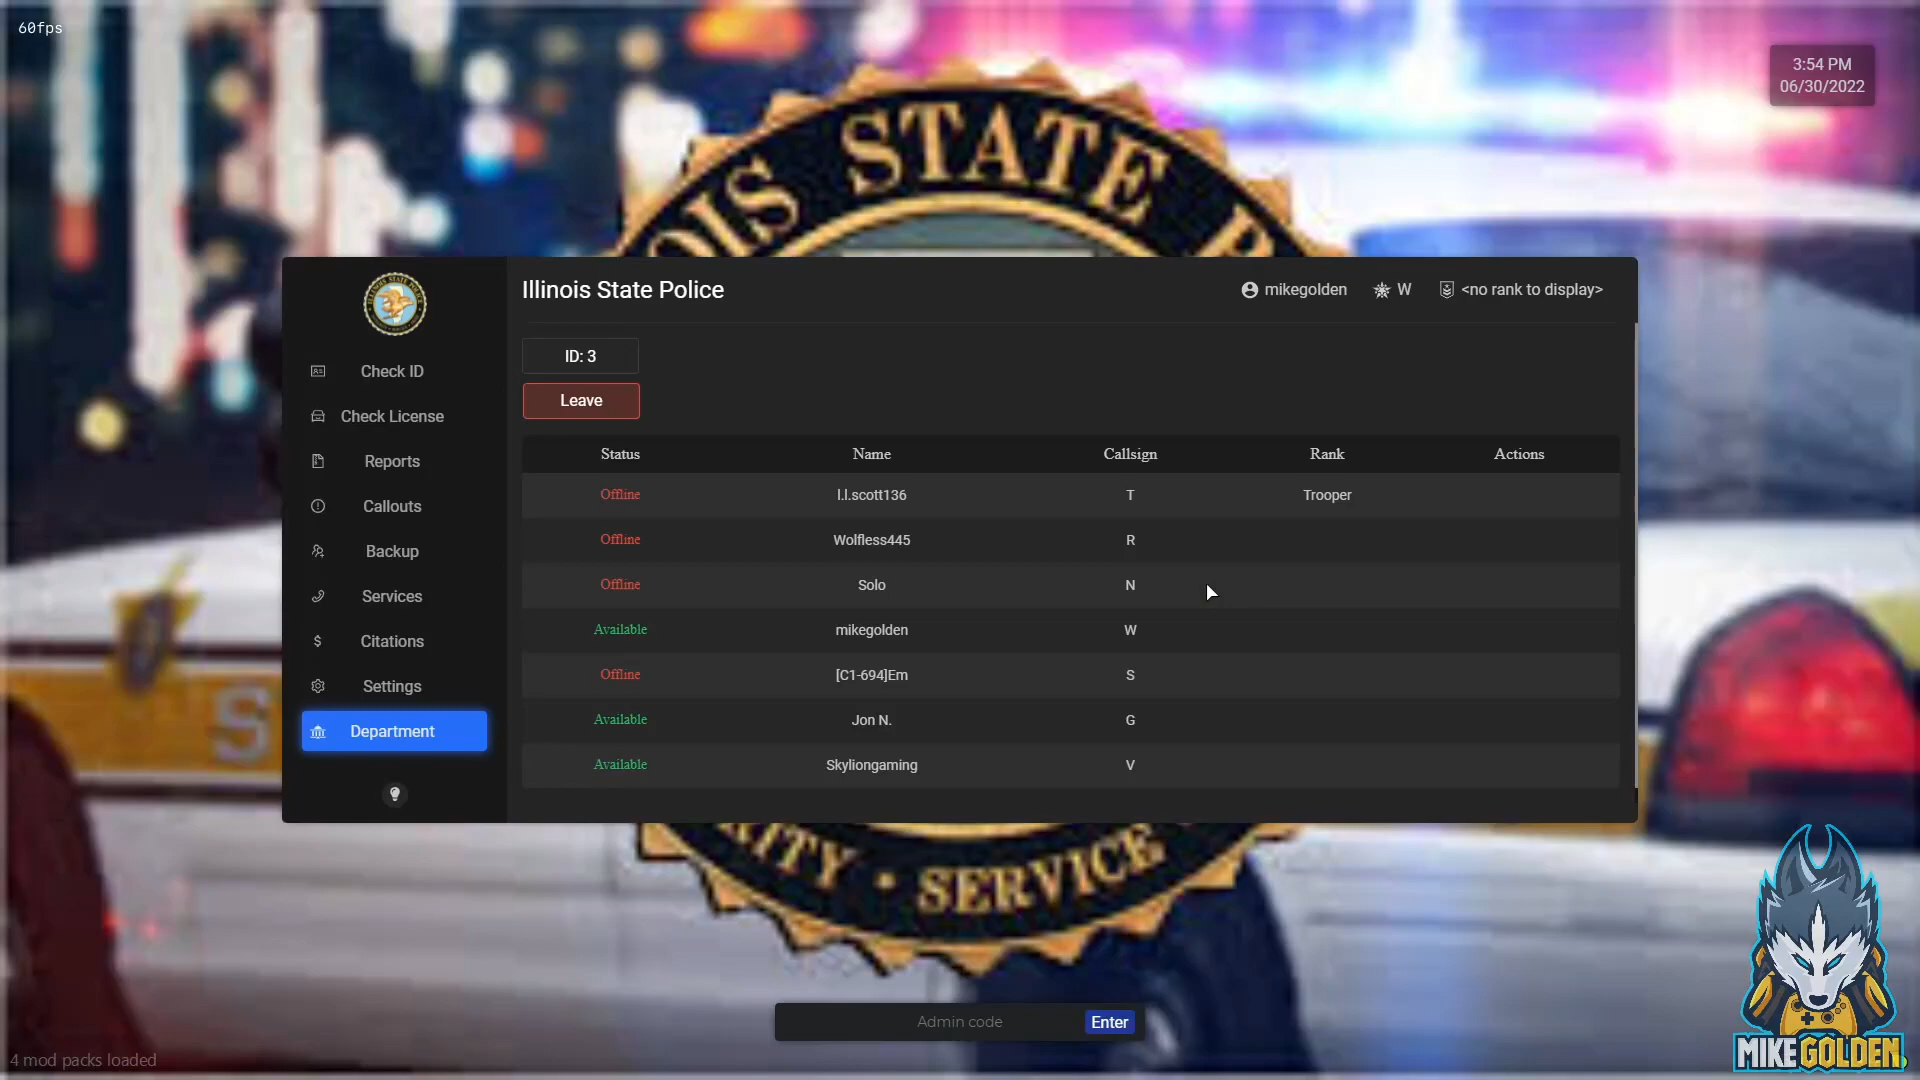 60fps
3:54 PM
06/30/2022
STATE
Illinois State Police
mikegolden
W
<no rank to display>
ID: 3
Leave
Check ID
Check License
Reports
Callouts
Backup
Services
Citations
Settings
Department
Status Name Callsign Rank Actions
Offline l.l.scott136 T Trooper
Offline Wolfless445 R
Offline Solo N
Available mikegolden W
Offline [C1-694]Em S
Available Jon N. G
Available Skyliongaming V
SERVICE
Admin code
Enter
4 mod packs loaded
MIKEGOLDEN